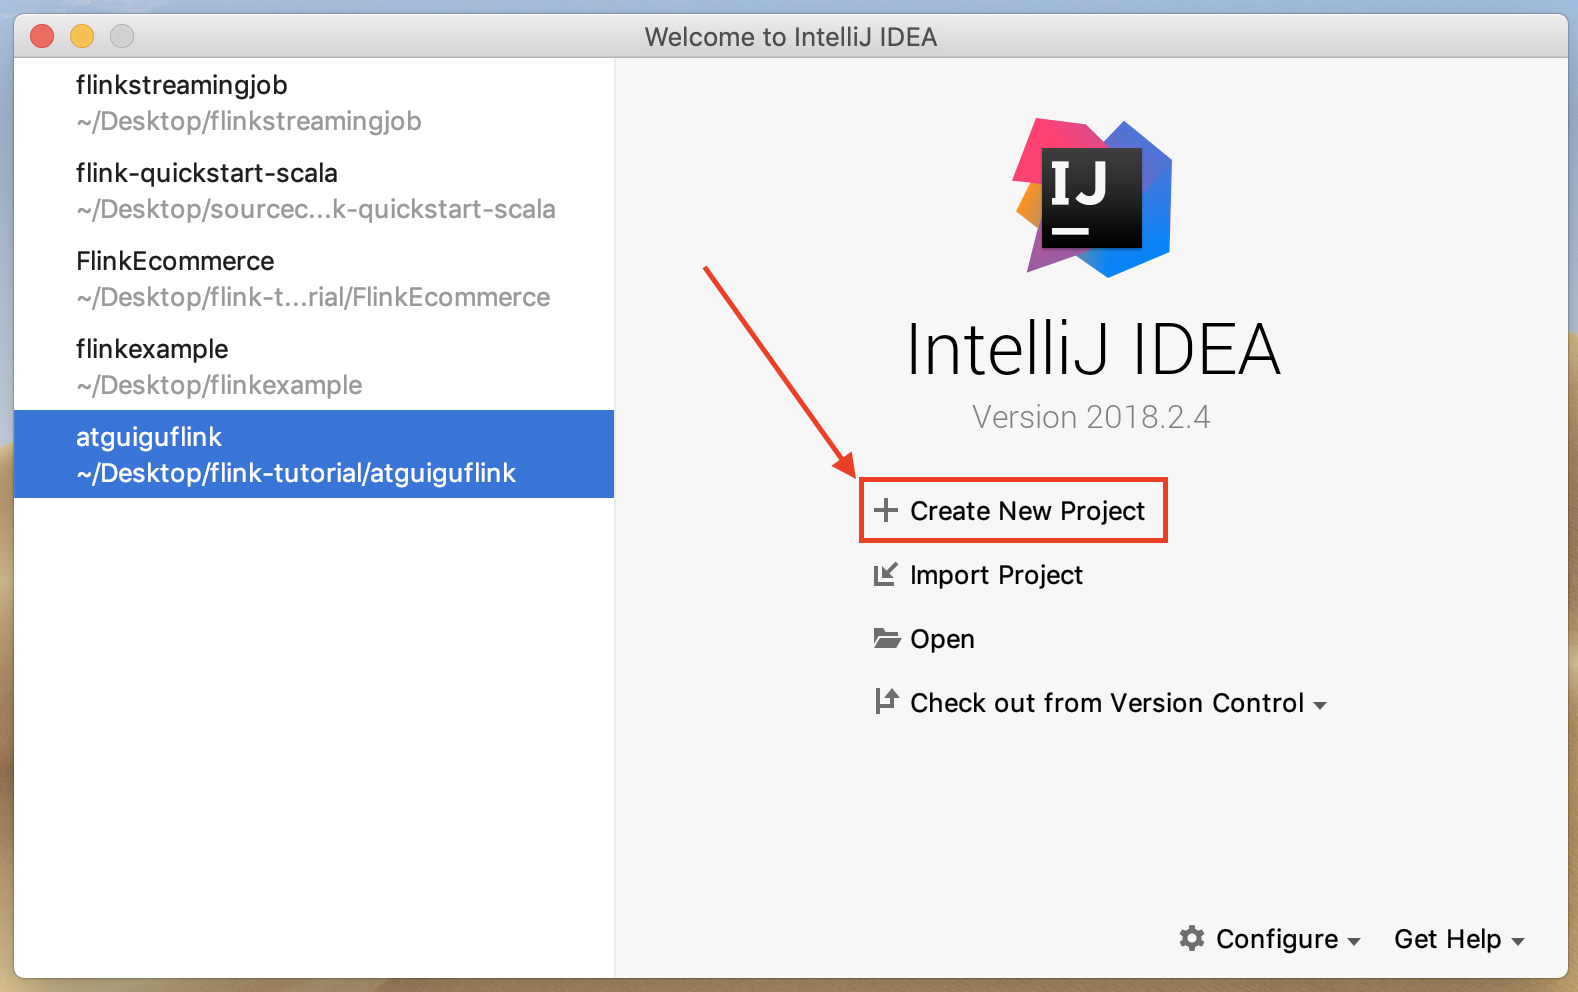 Welcome to IntelliJ IDEA
flinkstreamingjob
~/Desktop/flinkstreamingjob
flink-quickstart-scala
~/Desktop/sourcec...k-quickstart-scala
FlinkEcommerce
~/Desktop/flink-t...rial/FlinkEcommerce
flinkexample
~/Desktop/flinkexample
atguiguflink
~/Desktop/flink-tutorial/atguiguflink
IJ
IntelliJ IDEA
Version 2018.2.4
Create New Project
Import Project
Open
Check out from Version Control
Configure
Get Help